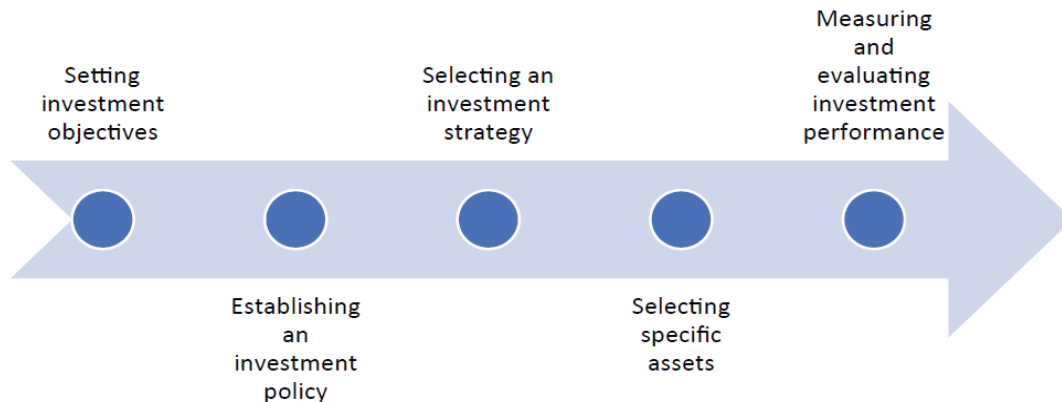 Setting
investment
objectives
Establishing
an
investment
policy
Selecting an
investment
strategy
Selecting
specific
assets
Measuring
and
evaluating
investment
performance